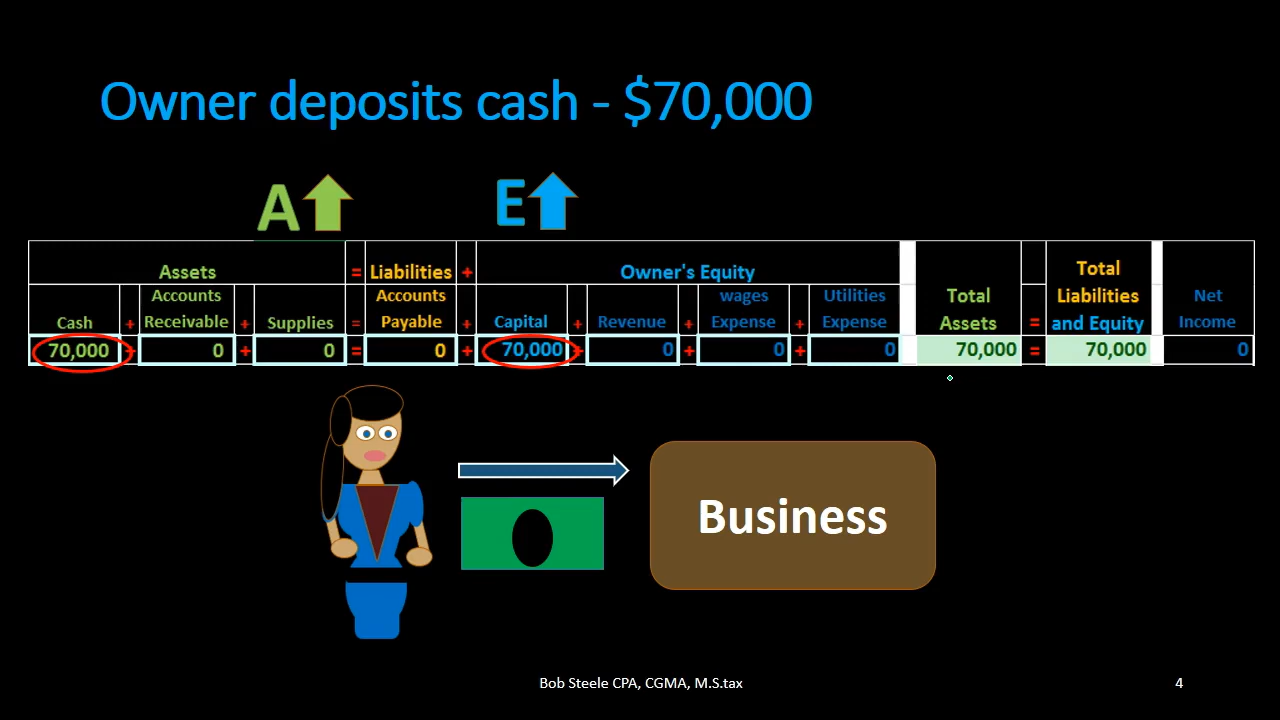 Owner deposits cash - $70,000
A E
Assets = Liabilities + Owner's Equity Total
Accounts Accounts wages Utilities Total Liabilities Net
Cash + Receivable + Supplies = Payable + Capital + Revenue + Expense + Expense Assets = and Equity Income
70,000 + 0 + 0 = 0 + 70,000 + 0 + 0 + 0 70,000 = 70,000 0
Business
Bob Steele CPA, CGMA, M.S.tax 4